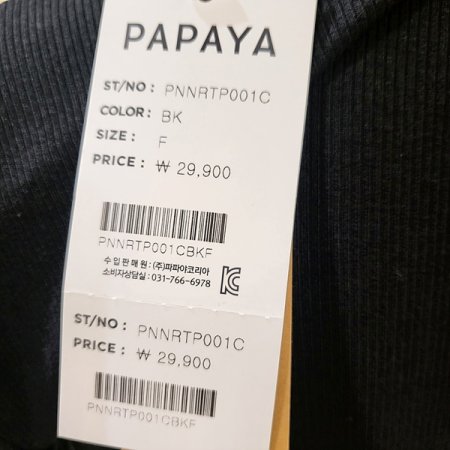 PAPAYA
ST/NO : PNNRTP001C
COLOR : BK
SIZE : F
PRICE : ₩ 29,900
PNNRTP001CBKF
수 입 판 매 원 : (주)파파야코리아
소비자상담실 : 031-766-6978
ST/NO : PNNRTP001C
PRICE : ₩ 29,900
PNNRTP001CBKF